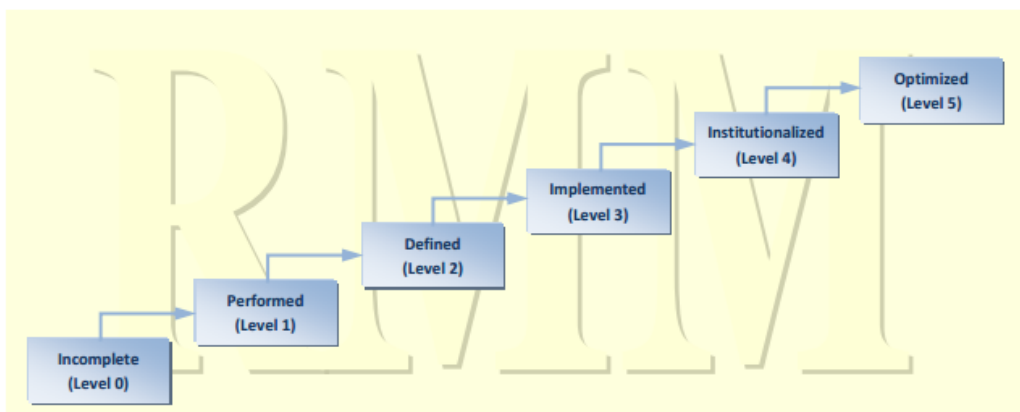 RMM
Optimized
(Level 5)
Institutionalized
(Level 4)
Implemented
(Level 3)
Defined
(Level 2)
Performed
(Level 1)
Incomplete
(Level 0)